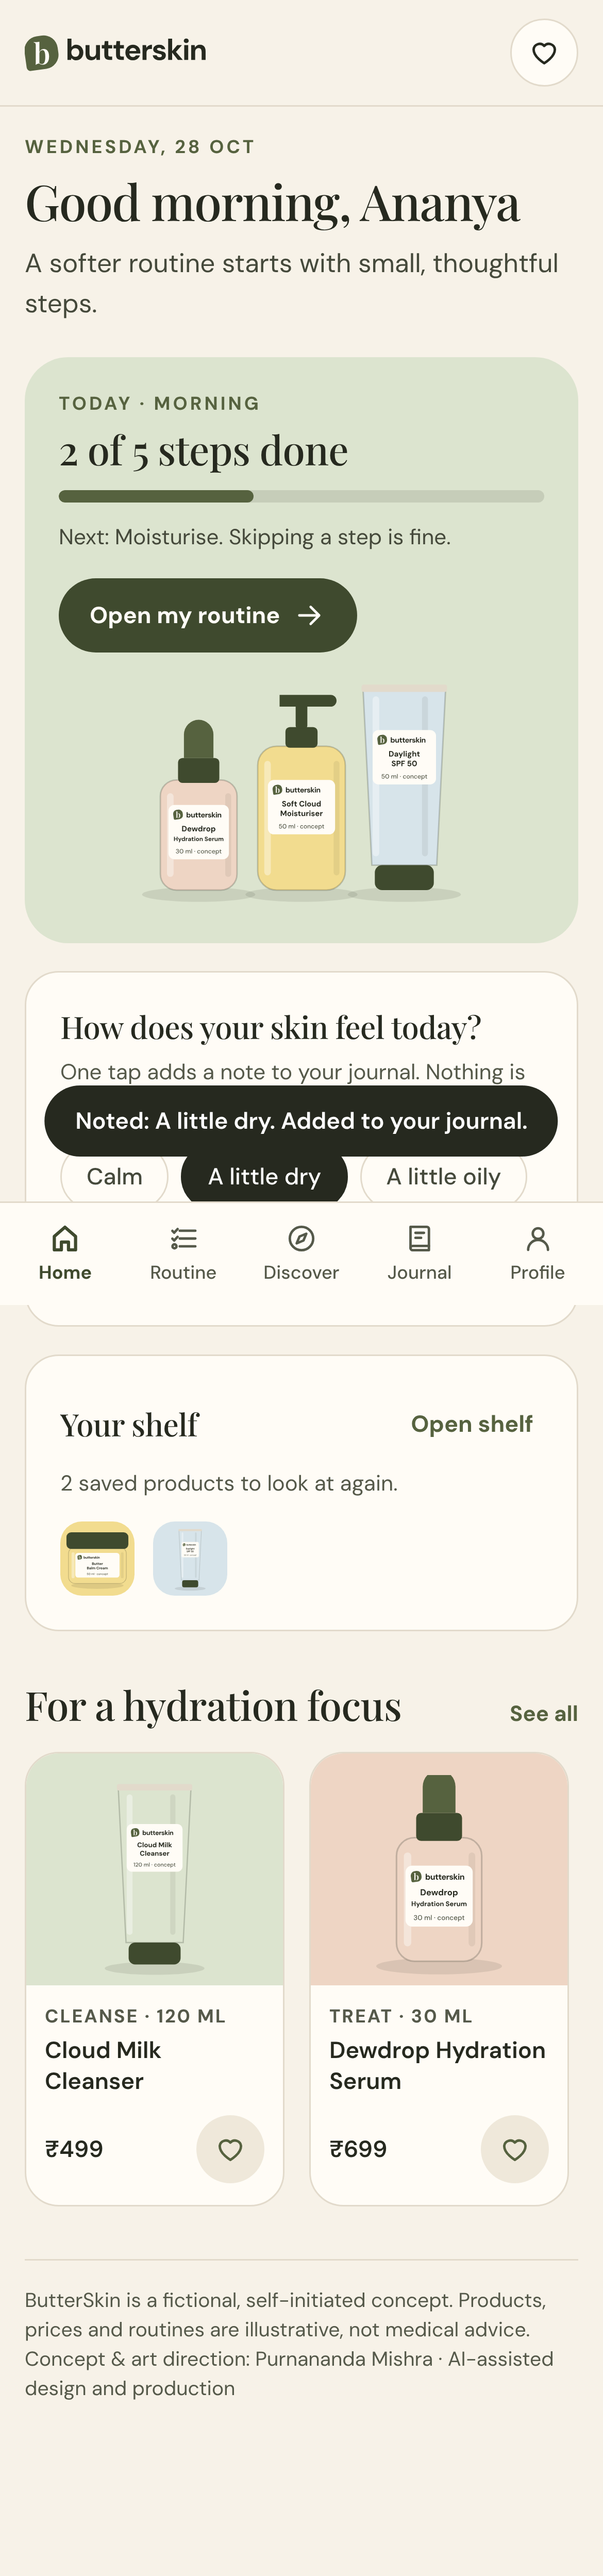 butterskin
WEDNESDAY, 28 OCT
Good morning, Ananya
A softer routine starts with small, thoughtful
steps.
TODAY · MORNING
2 of 5 steps done
Next: Moisturise. Skipping a step is fine.
Open my routine
butterskin
Dewdrop
Hydration Serum
30 ml · concept
butterskin
Soft Cloud
Moisturiser
50 ml · concept
butterskin
Daylight
SPF 50
50 ml · concept
How does your skin feel today?
One tap adds a note to your journal. Nothing is
Noted: A little dry. Added to your journal.
Calm
A little dry
A little oily
Home
Routine
Discover
Journal
Profile
Your shelf
Open shelf
2 saved products to look at again.
butterskin
Butter
Balm Cream
For a hydration focus
See all
butterskin
Cloud Milk
Cleanser
120 ml · concept
butterskin
Dewdrop
Hydration Serum
30 ml · concept
CLEANSE · 120 ML
Cloud Milk
Cleanser
₹499
TREAT · 30 ML
Dewdrop Hydration
Serum
₹699
ButterSkin is a fictional, self-initiated concept. Products,
prices and routines are illustrative, not medical advice.
Concept & art direction: Purnananda Mishra · AI-assisted
design and production